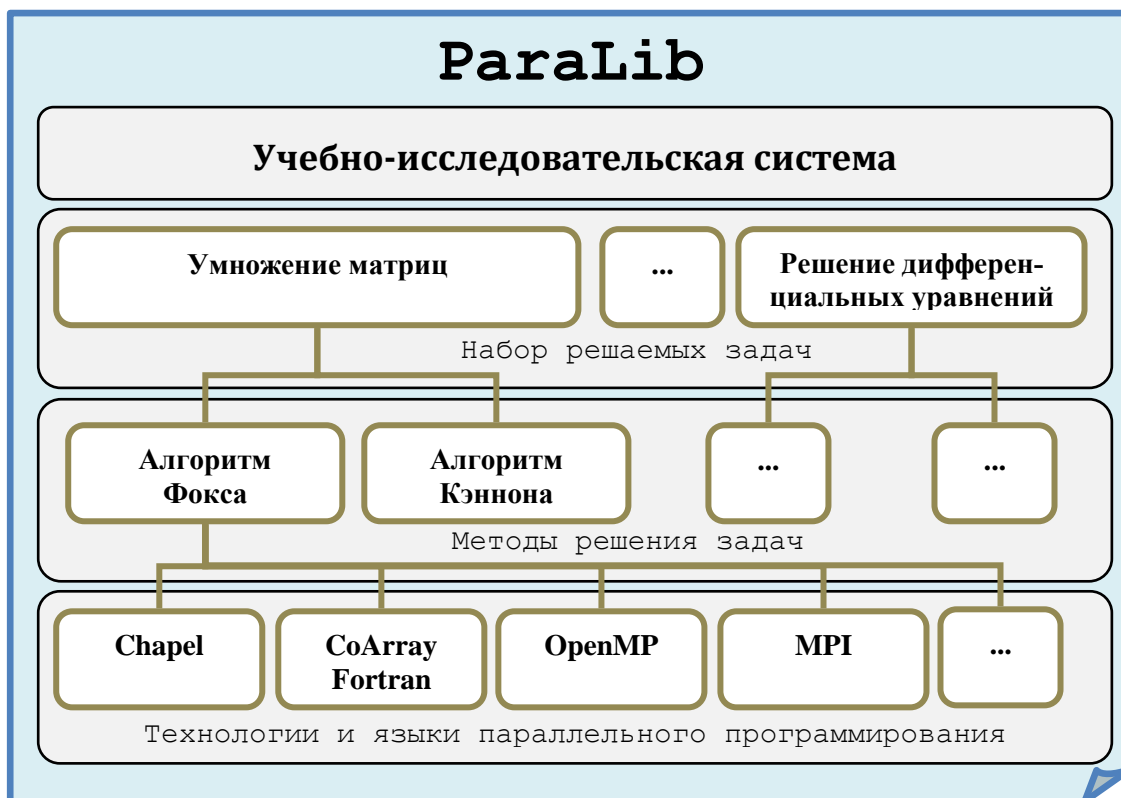 ParaLib
Учебно-исследовательская система
Умножение матриц
...
Решение дифферен-
циальных уравнений
Набор решаемых задач
Алгоритм
Фокса
Алгоритм
Кэннона
...
...
Методы решения задач
Chapel
CoArray
Fortran
OpenMP
MPI
...
Технологии и языки параллельного программирования